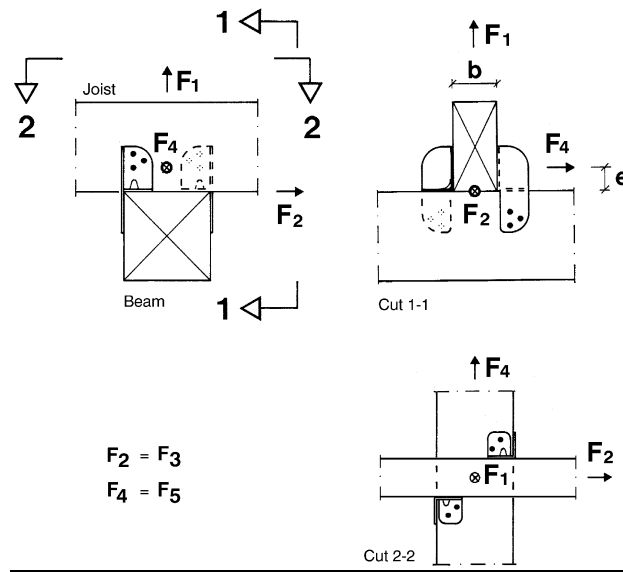 1
F1
Joist
F1
b
2
2
F4
F4
e
F2
F2
Beam
1
Cut 1-1
F4
F2 = F3
F2
F1
F4 = F5
Cut 2-2